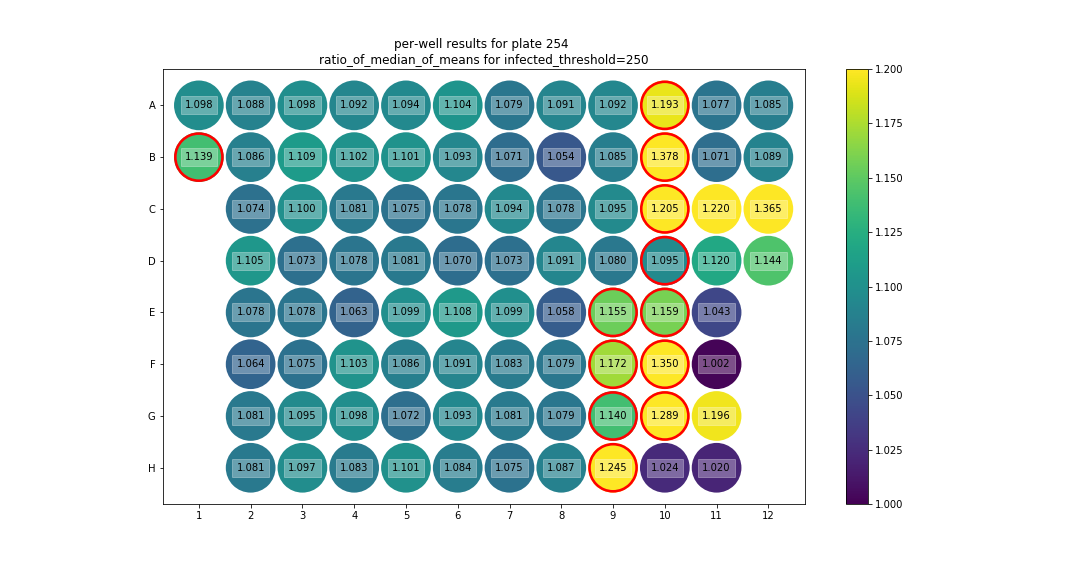 per-well results for plate 254
ratio_of_median_of_means for infected_threshold=250
1.200
A 1.098 1.088 1.098 1.092 1.094 1.104 1.079 1.091 1.092 1.193 1.077 1.085
1.175
B 1.139 1.086 1.109 1.102 1.101 1.093 1.071 1.054 1.085 1.378 1.071 1.089
1.150
C 1.074 1.100 1.081 1.075 1.078 1.094 1.078 1.095 1.205 1.220 1.365
1.125
D 1.105 1.073 1.078 1.081 1.070 1.073 1.091 1.080 1.095 1.120 1.144
1.100
E 1.078 1.078 1.063 1.099 1.108 1.099 1.058 1.155 1.159 1.043
1.075
F 1.064 1.075 1.103 1.086 1.091 1.083 1.079 1.172 1.350 1.002
1.050
G 1.081 1.095 1.098 1.072 1.093 1.081 1.079 1.140 1.289 1.196
1.025
H 1.081 1.097 1.083 1.101 1.084 1.075 1.087 1.245 1.024 1.020
1.000
1 2 3 4 5 6 7 8 9 10 11 12